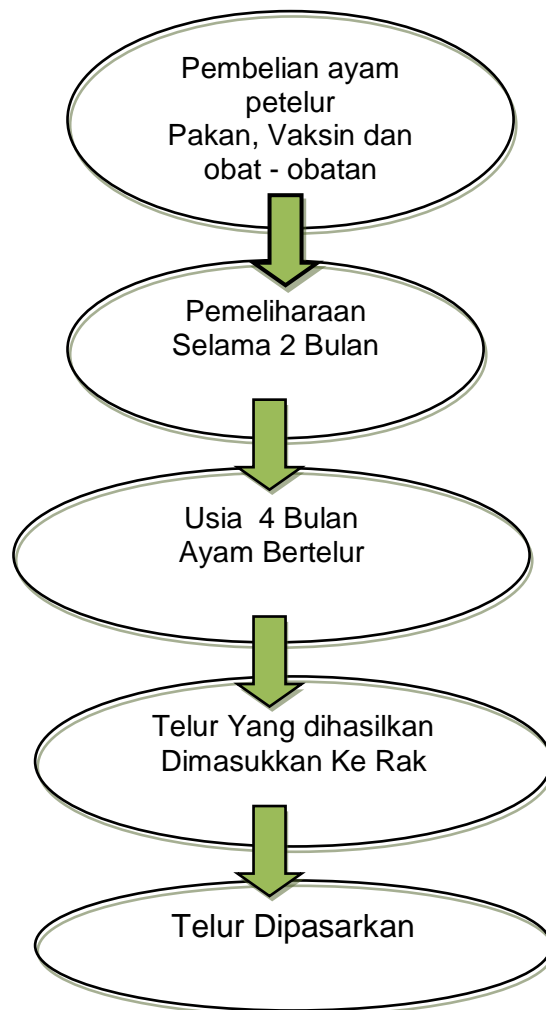 Pembelian ayam
petelur
Pakan, Vaksin dan
obat - obatan
Pemeliharaan
Selama 2 Bulan
Usia  4 Bulan
Ayam Bertelur
Telur Yang dihasilkan
Dimasukkan Ke Rak
Telur Dipasarkan